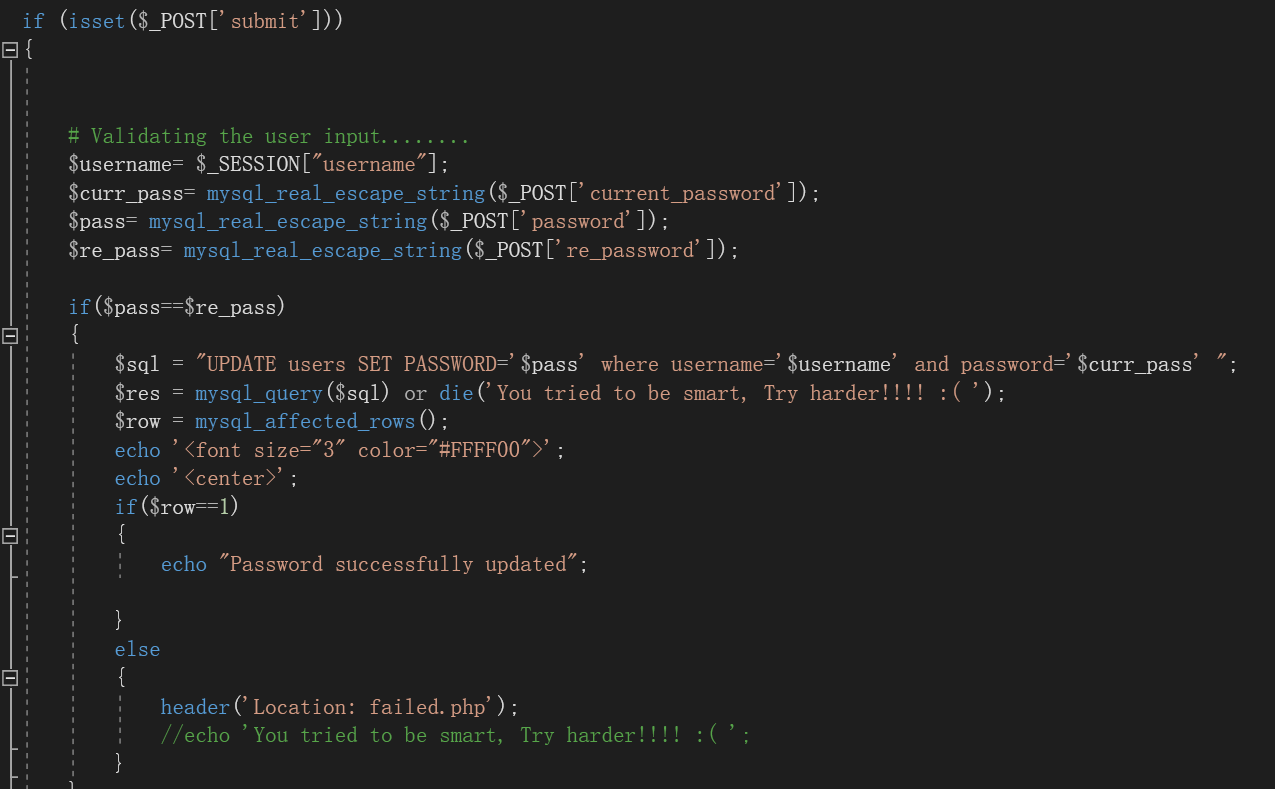 if (isset($_POST['submit']))
{
# Validating the user input........
$username= $_SESSION["username"];
$curr_pass= mysql_real_escape_string($_POST['current_password']);
$pass= mysql_real_escape_string($_POST['password']);
$re_pass= mysql_real_escape_string($_POST['re_password']);
if($pass==$re_pass)
{
$sql = "UPDATE users SET PASSWORD='$pass' where username='$username' and password='$curr_pass' ";
$res = mysql_query($sql) or die('You tried to be smart, Try harder!!!! :( ');
$row = mysql_affected_rows();
echo '<font size="3" color="#FFFF00">';
echo '<center>';
if($row==1)
{
echo "Password successfully updated";
}
else
{
header('Location: failed.php');
//echo 'You tried to be smart, Try harder!!!! :( ';
}
}